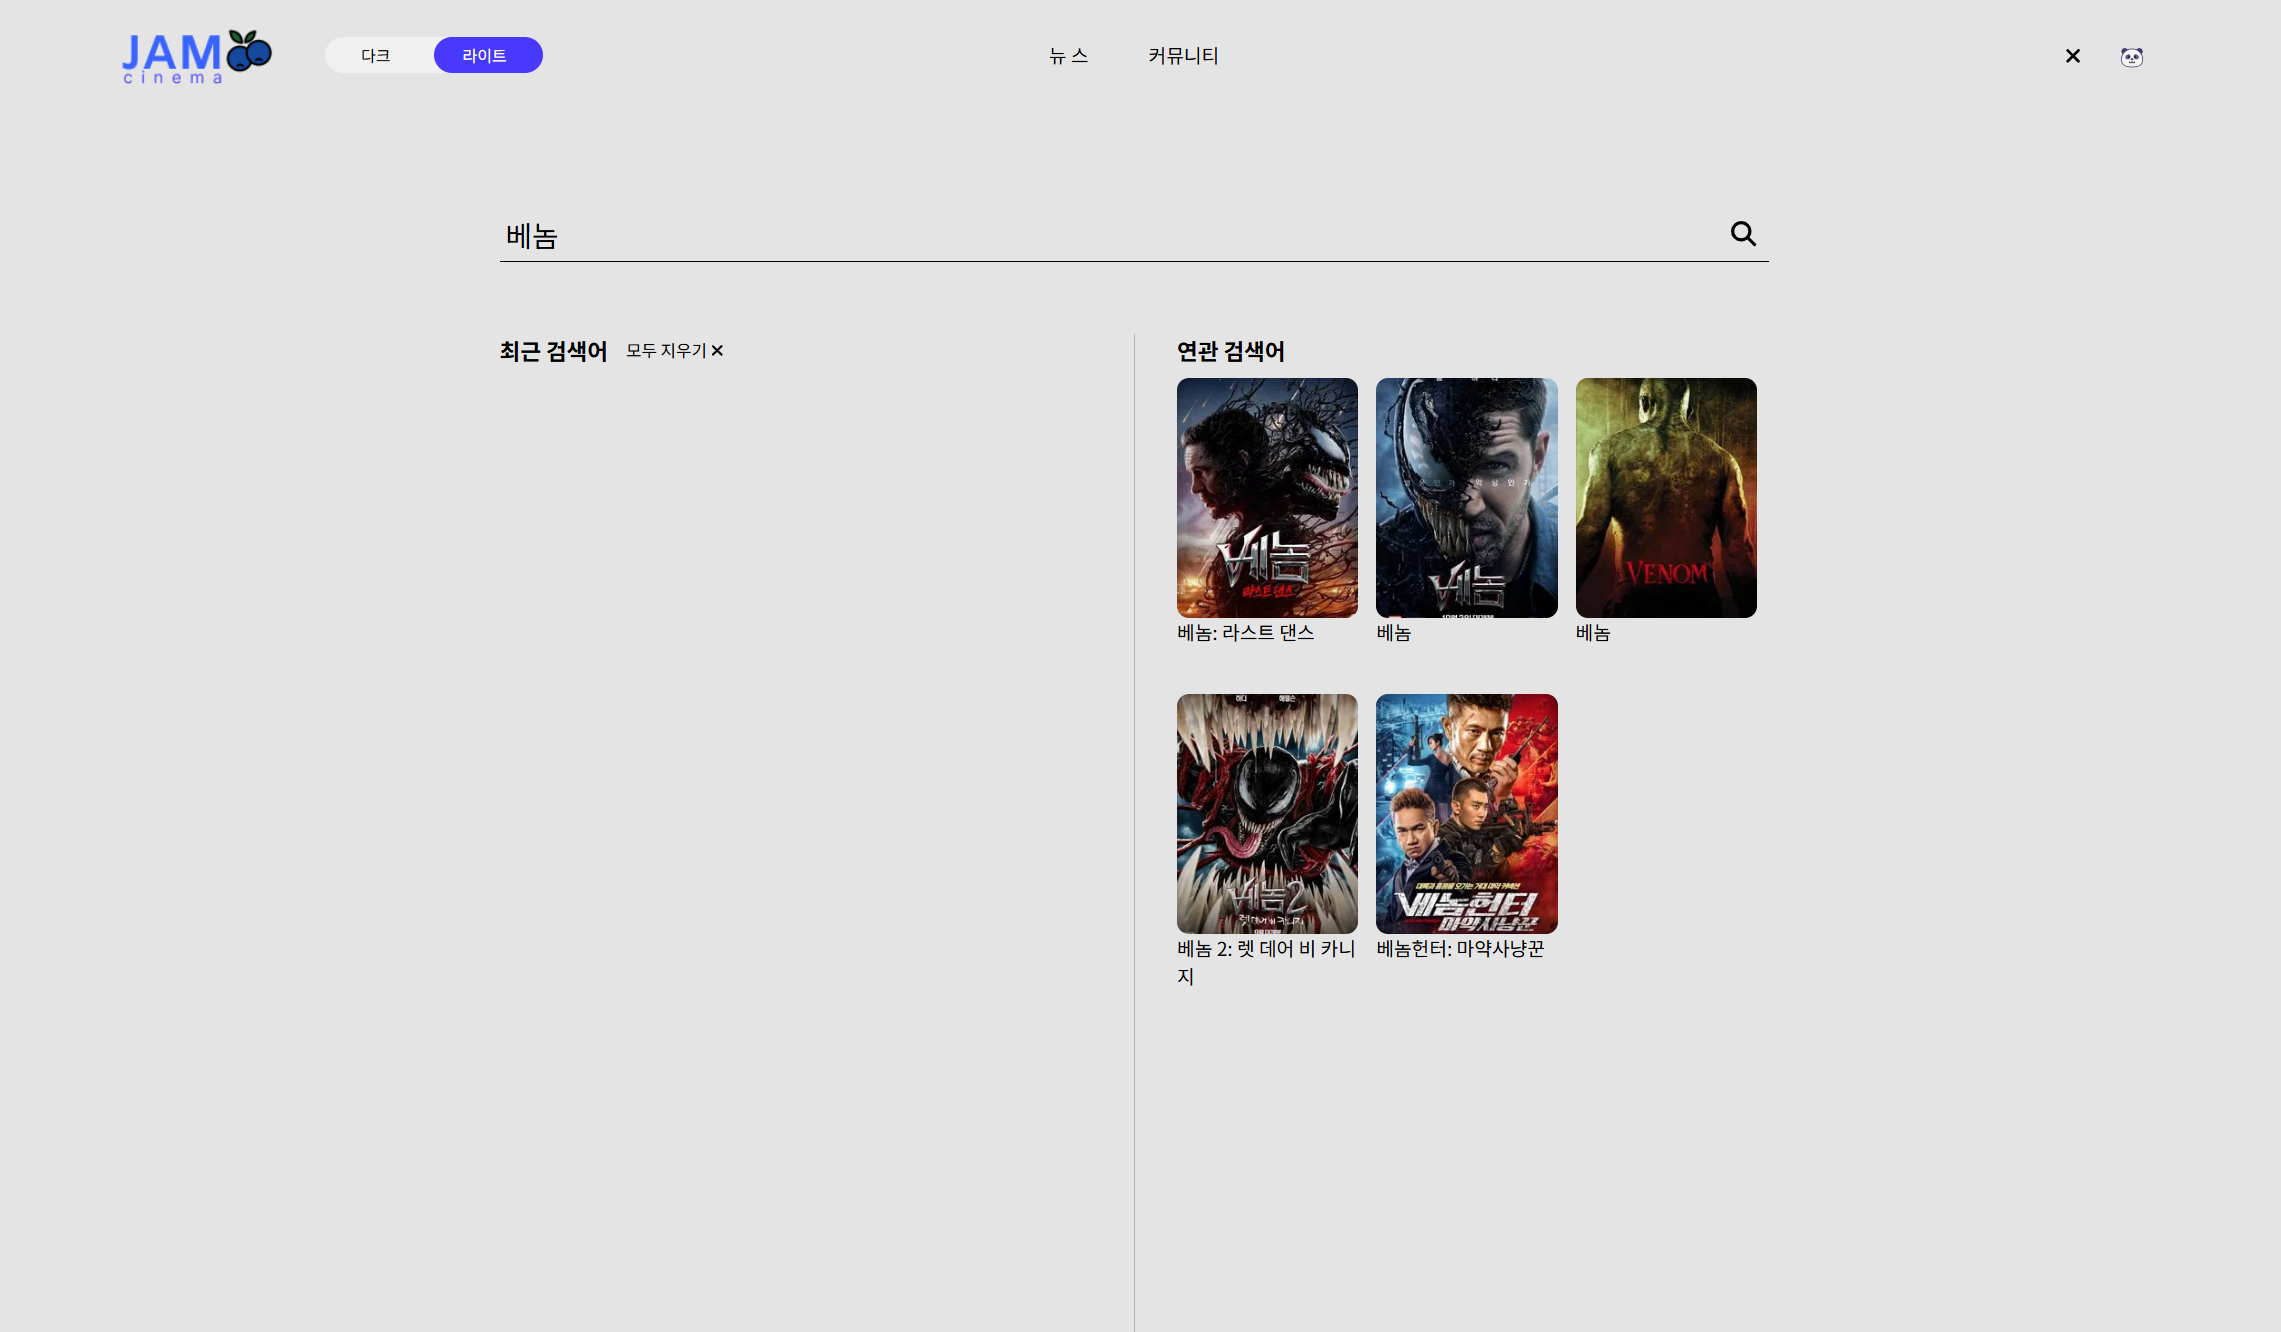 JAM
cinema
다크
라이트
뉴 스
커뮤니티
베놈
최근 검색어
모두 지우기
연관 검색어
베놈
라스트 댄스
베놈
VENOM
베놈: 라스트 댄스
베놈
베놈
베놈2
렛 데어 비 카니지
베놈헌터
마약사냥꾼
베놈 2: 렛 데어 비 카니
지
베놈헌터: 마약사냥꾼